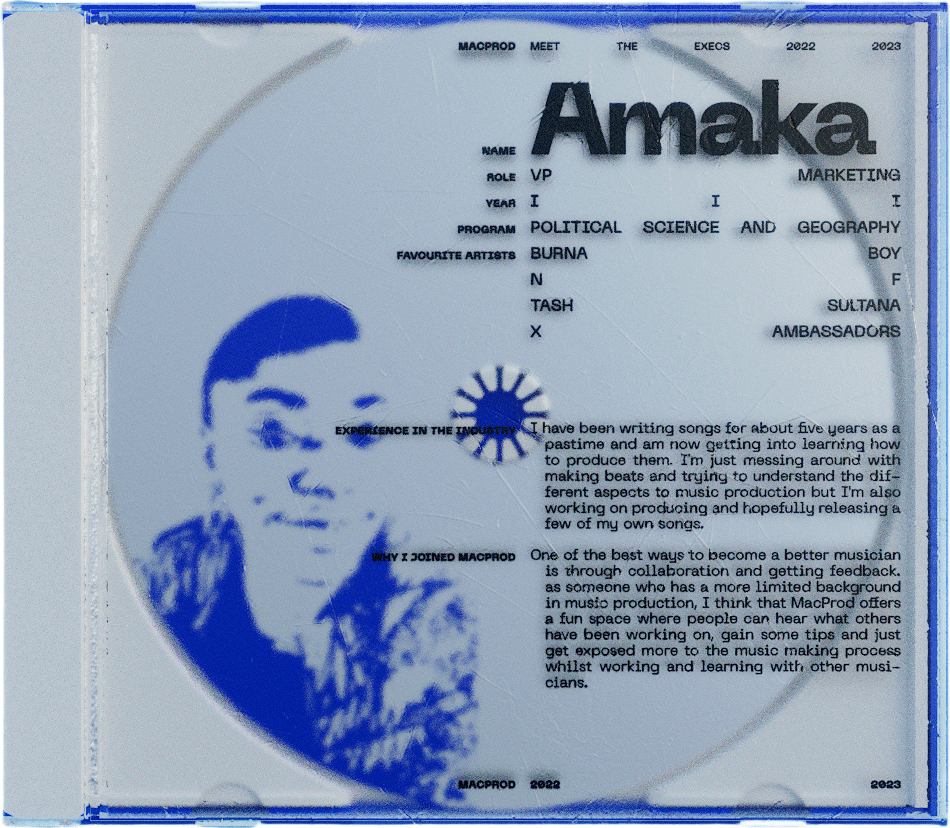 MACPROD MEET THE EXECS 2022 2023
NAME Amaka
ROLE VP MARKETING
YEAR I I I
PROGRAM POLITICAL SCIENCE AND GEOGRAPHY
FAVOURITE ARTISTS BURNA BOY
N F
TASH SULTANA
X AMBASSADORS
EXPERIENCE IN THE INDUSTRY I have been writing songs for about five years as a
pastime and am now getting into learning how
to produce them. I'm just messing around with
making beats and trying to understand the dif-
ferent aspects to music production but I'm also
working on producing and hopefully releasing a
few of my own songs.
WHY I JOINED MACPROD One of the best ways to become a better musician
is through collaboration and getting feedback.
as someone who has a more limited background
in music production, I think that MacProd offers
a fun space where people can hear what others
have been working on, gain some tips and just
get exposed more to the music making process
whilst working and learning with other musi-
cians.
MACPROD 2022 2023